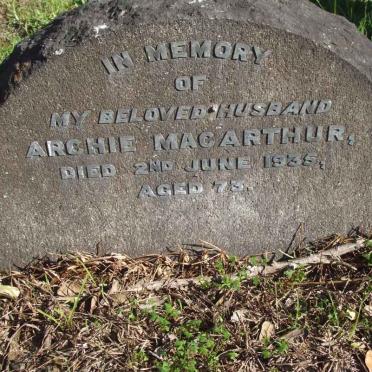 IN MEMORY
OF
MY BELOVED HUSBAND
ARCHIE MACARTHUR,
DIED 2ND JUNE 1935,
AGED 73.